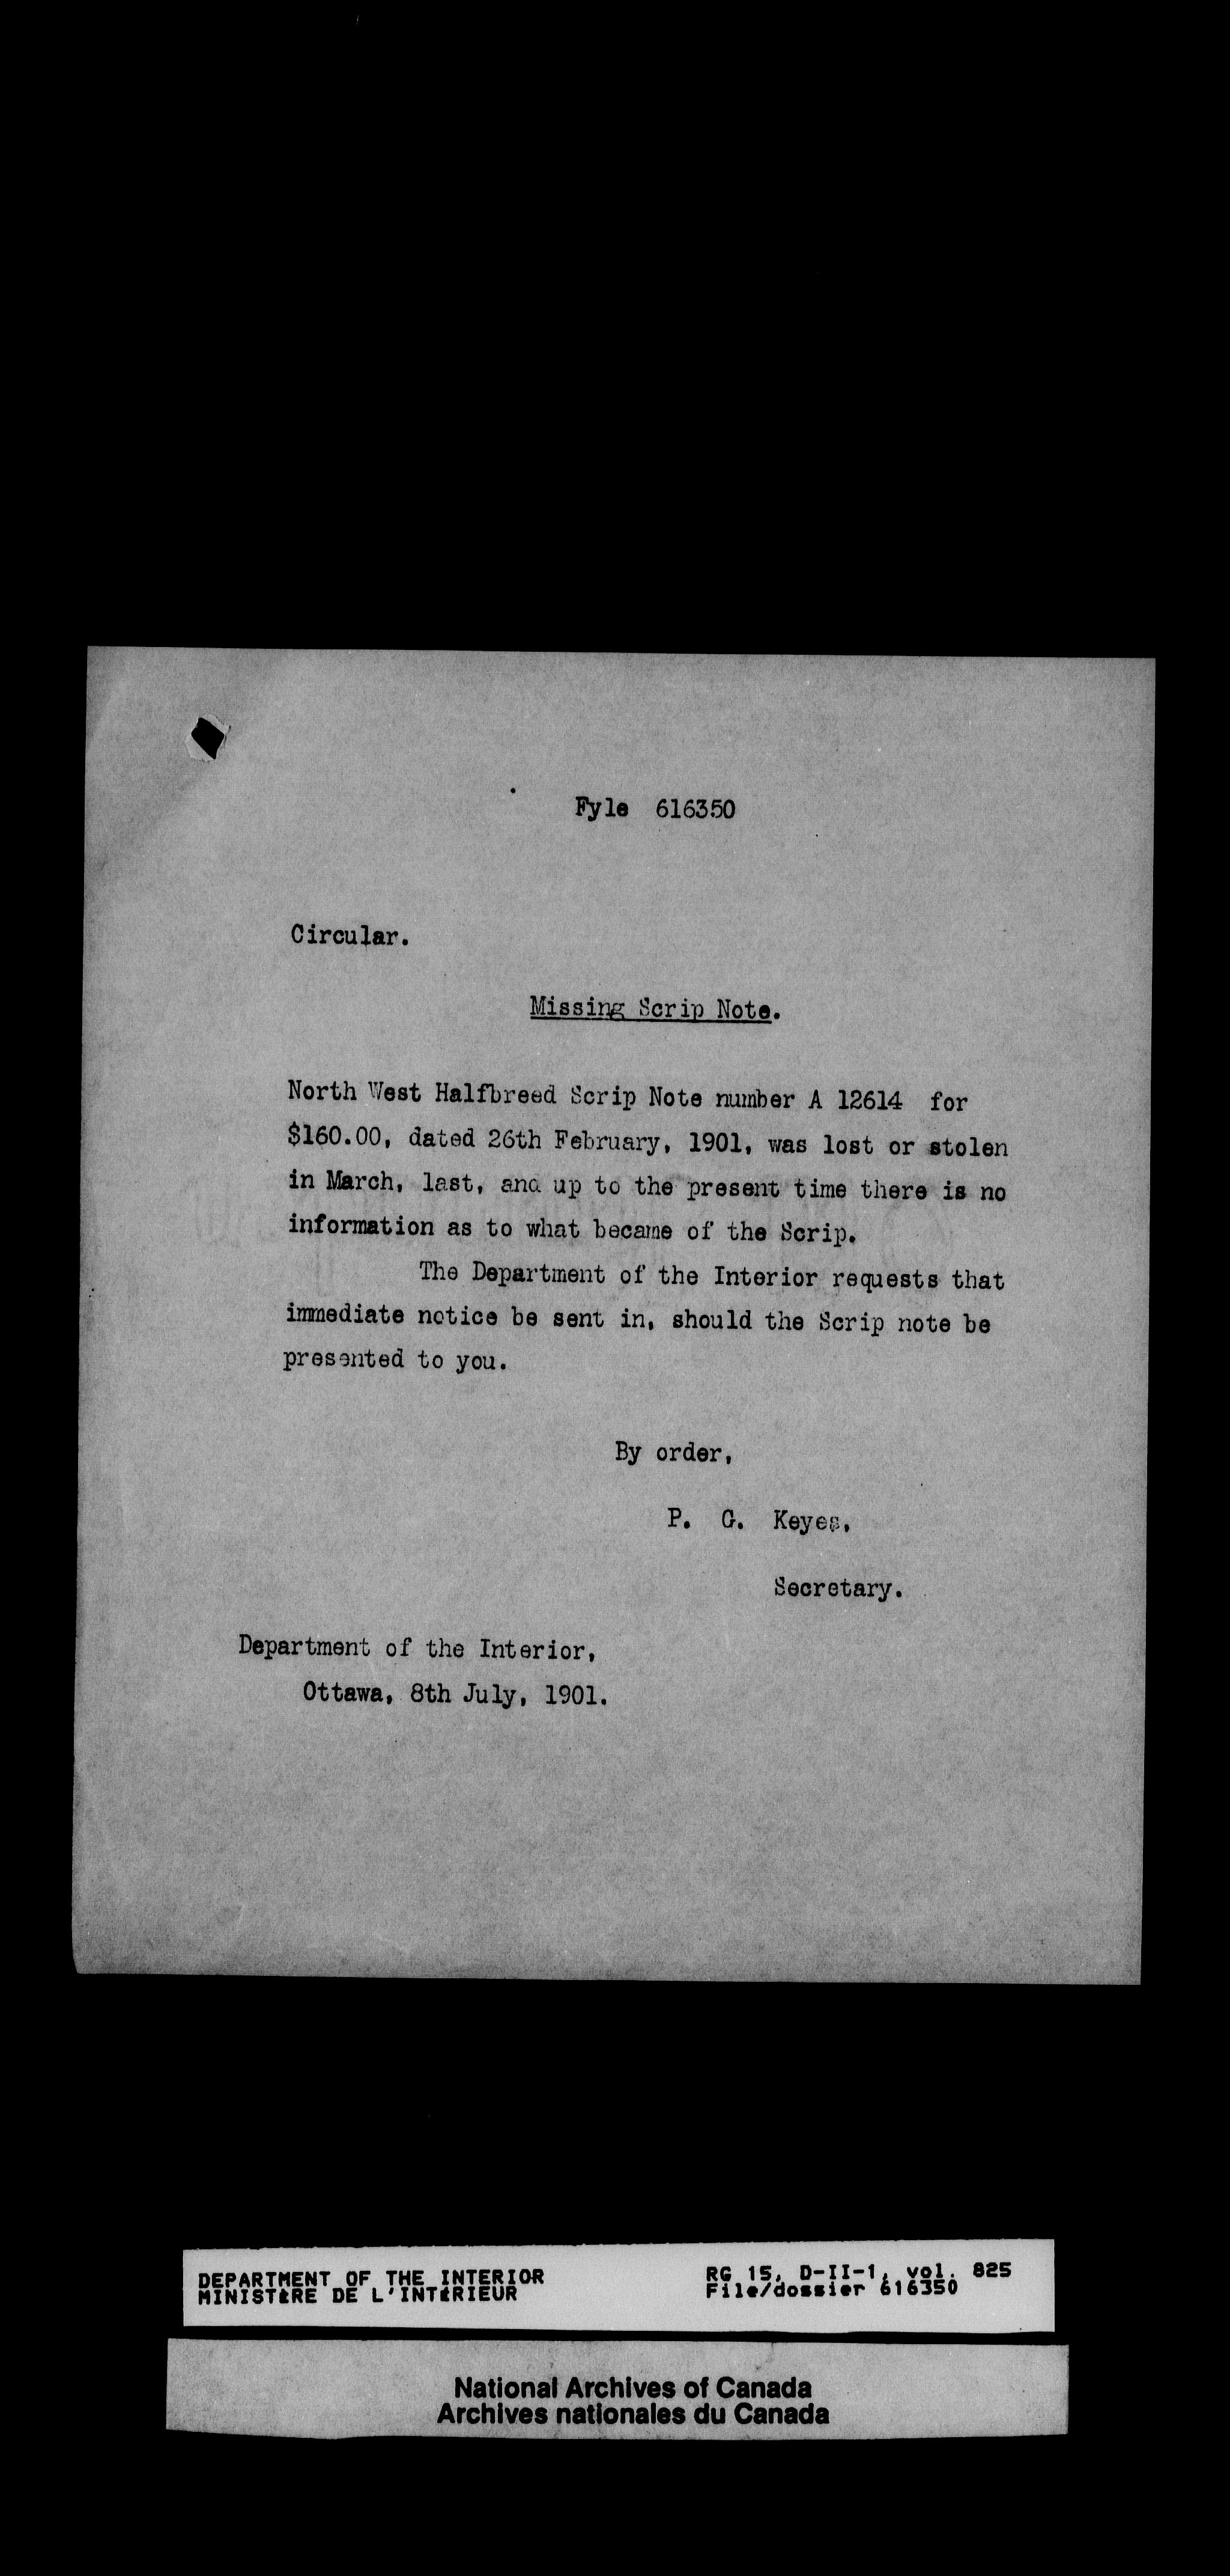 Fyle 616350
Circular.
Missing Scrip Note.
North West Halfbreed Scrip Note number A 12614 for
$160.00, dated 26th February, 1901, was lost or stolen
in March, last, and up to the present time there is no
information as to what became of the Scrip.
The Department of the Interior requests that
immediate notice be sent in, should the Scrip note be
presented to you.
By order,
P. G. Keyes,
Secretary.
Department of the Interior,
Ottawa, 8th July, 1901.
DEPARTMENT OF THE INTERIOR RG 15, D-II-1, vol. 825
MINISTÈRE DE L'INTÉRIEUR File/dossier 616350
National Archives of Canada
Archives nationales du Canada